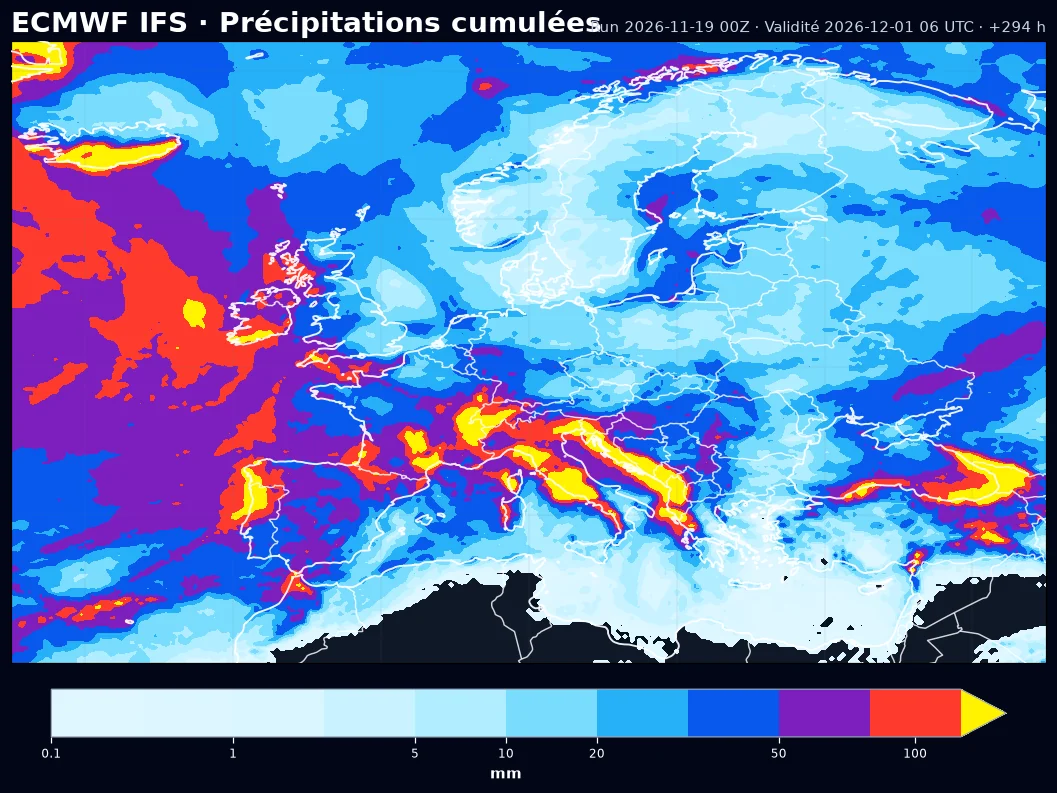 ECMWF IFS · Précipitations cumulées
Run 2026-11-19 00Z · Validité 2026-12-01 06 UTC · +294 h
0.1 1 5 10 20 50 100
mm